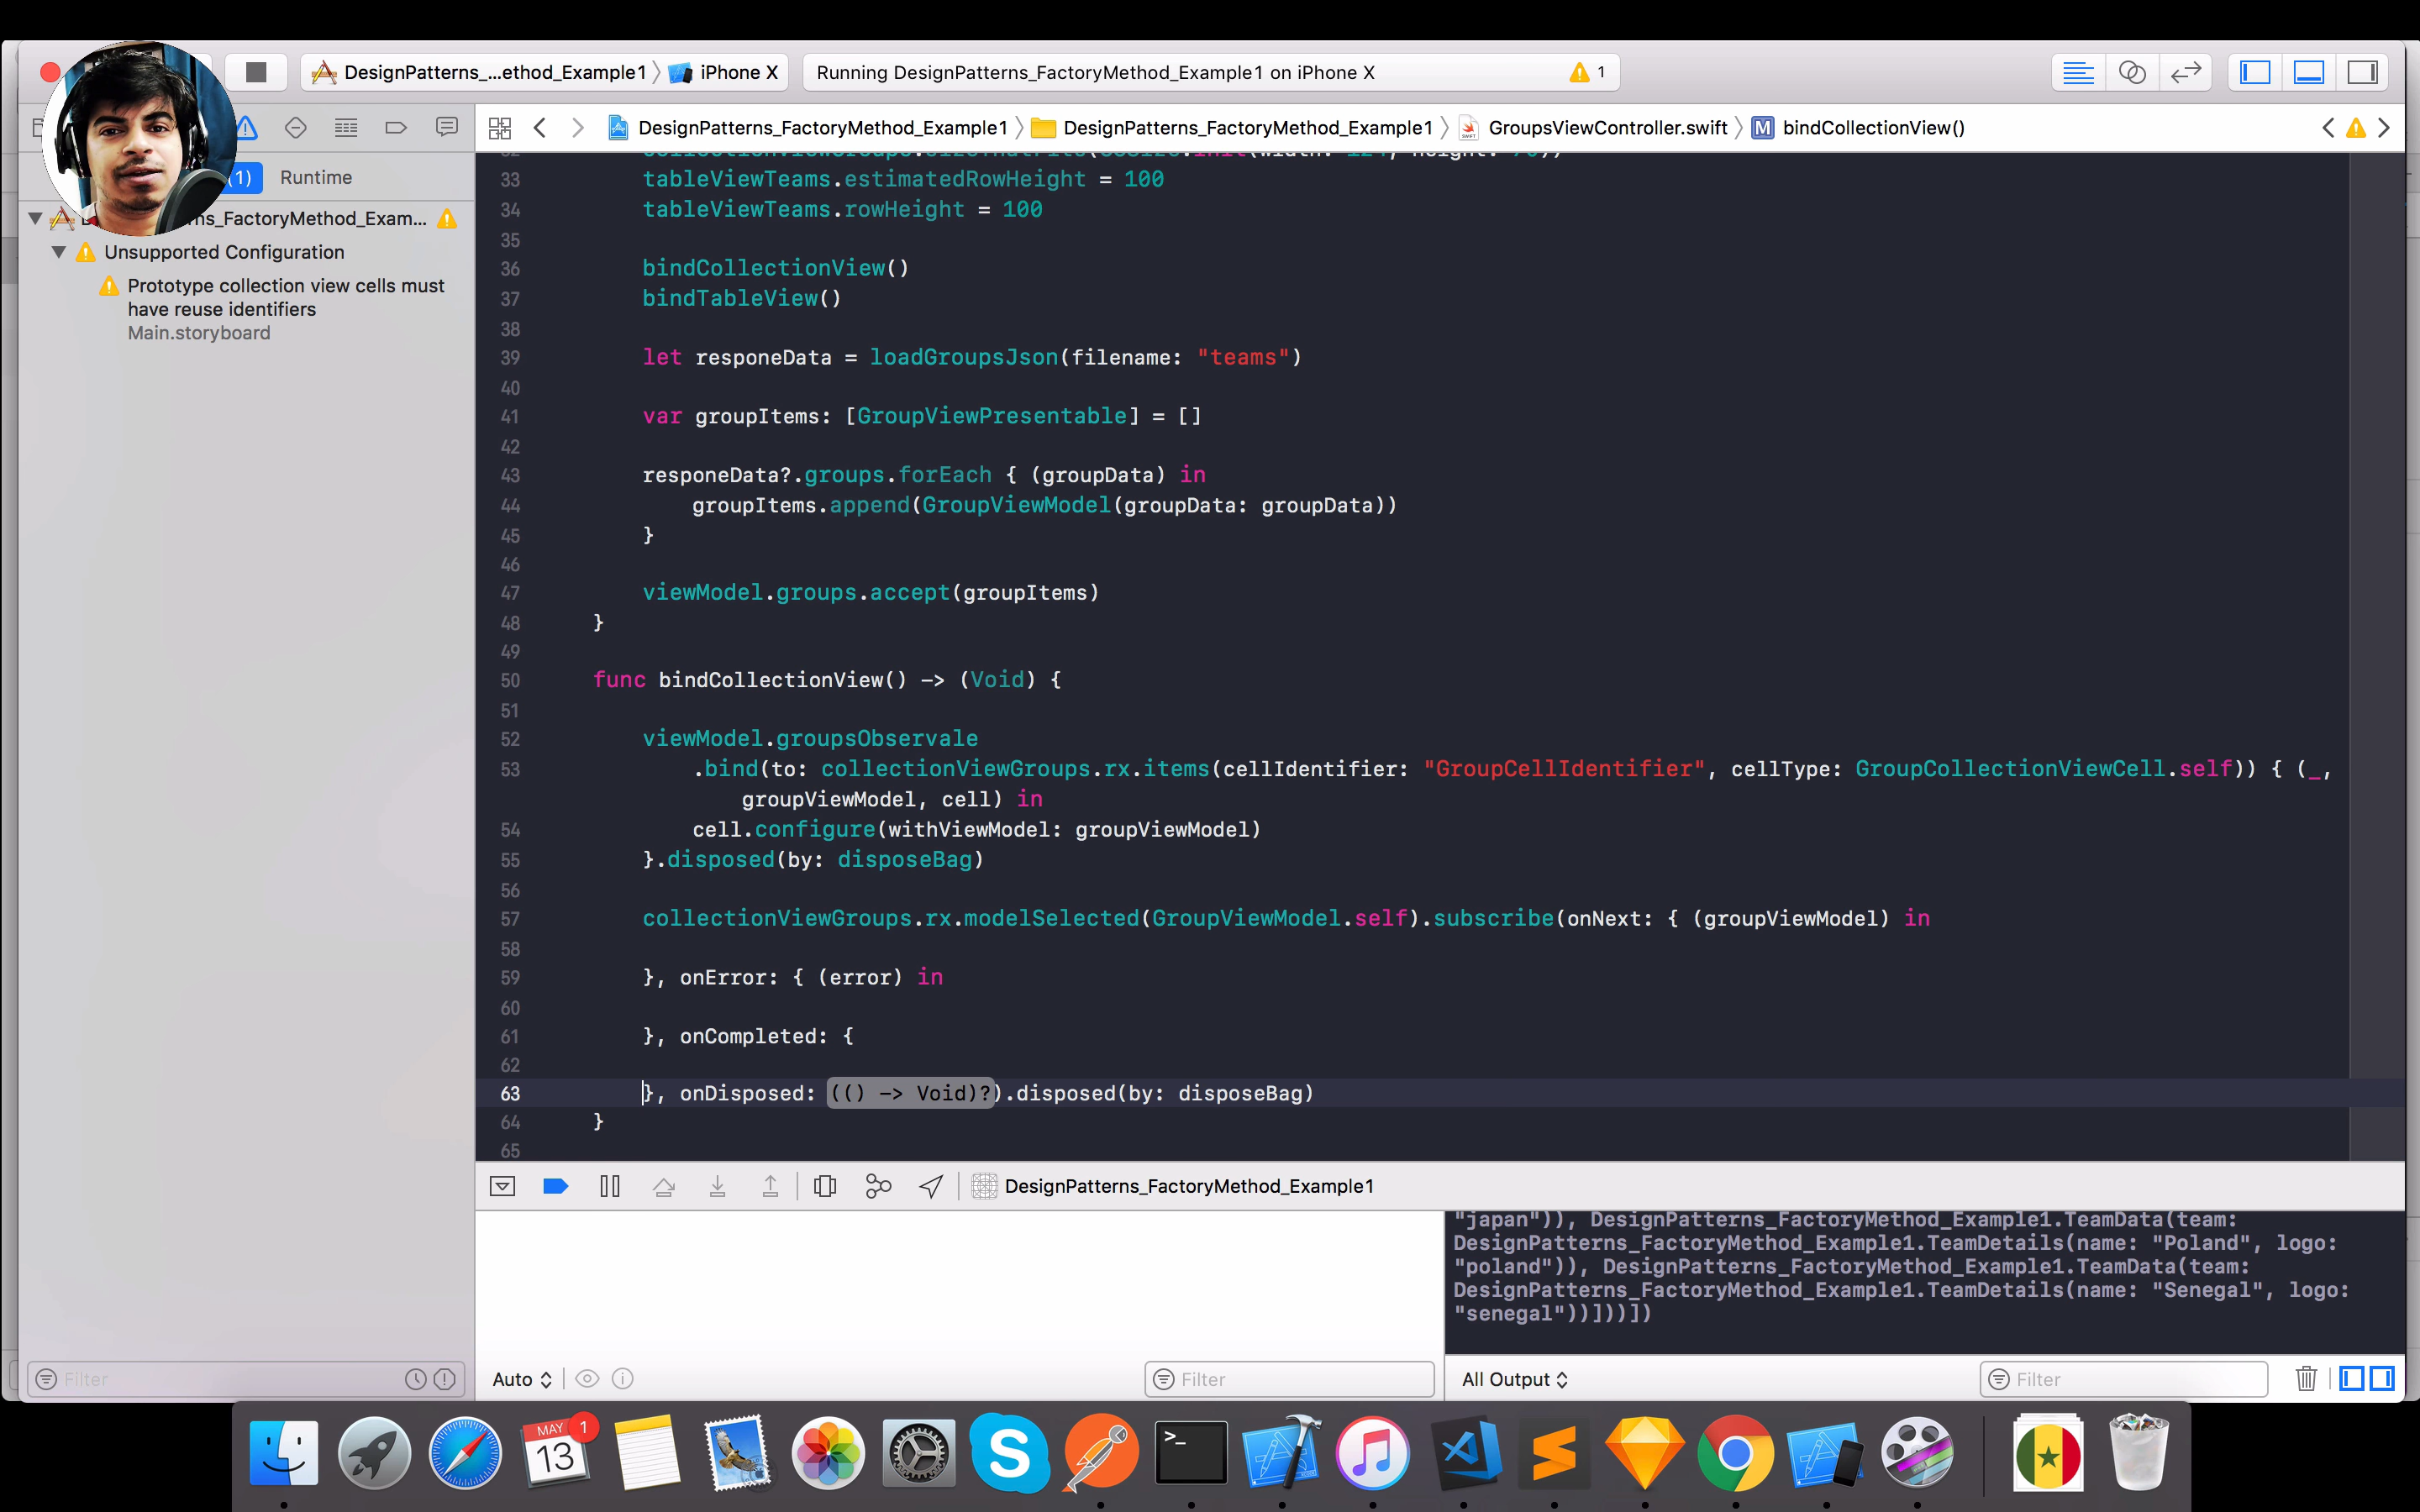 DesignPatterns_...ethod_Example1 〉 iPhone X
Running DesignPatterns_FactoryMethod_Example1 on iPhone X
1
DesignPatterns_FactoryMethod_Example1 〉 DesignPatterns_FactoryMethod_Example1 〉 GroupsViewController.swift 〉 M bindCollectionView()
(1) Runtime
rns_FactoryMethod_Exam...
Unsupported Configuration
Prototype collection view cells must
have reuse identifiers
Main.storyboard
33 tableViewTeams.estimatedRowHeight = 100
34 tableViewTeams.rowHeight = 100
35
36 bindCollectionView()
37 bindTableView()
38
39 let responeData = loadGroupsJson(filename: "teams")
40
41 var groupItems: [GroupViewPresentable] = []
42
43 responeData?.groups.forEach { (groupData) in
44 groupItems.append(GroupViewModel(groupData: groupData))
45 }
46
47 viewModel.groups.accept(groupItems)
48 }
49
50 func bindCollectionView() -> (Void) {
51
52 viewModel.groupsObservale
53 .bind(to: collectionViewGroups.rx.items(cellIdentifier: "GroupCellIdentifier", cellType: GroupCollectionViewCell.self)) { (_,
groupViewModel, cell) in
54 cell.configure(withViewModel: groupViewModel)
55 }.disposed(by: disposeBag)
56
57 collectionViewGroups.rx.modelSelected(GroupViewModel.self).subscribe(onNext: { (groupViewModel) in
58
59 }, onError: { (error) in
60
61 }, onCompleted: {
62
63 }, onDisposed: (() -> Void)?).disposed(by: disposeBag)
64 }
65
DesignPatterns_FactoryMethod_Example1
"japan")), DesignPatterns_FactoryMethod_Example1.TeamData(team:
DesignPatterns_FactoryMethod_Example1.TeamDetails(name: "Poland", logo:
"poland")), DesignPatterns_FactoryMethod_Example1.TeamData(team:
DesignPatterns_FactoryMethod_Example1.TeamDetails(name: "Senegal", logo:
"senegal"))]))])
Filter
Auto
Filter
All Output
Filter
MAY
13
1
S
>_